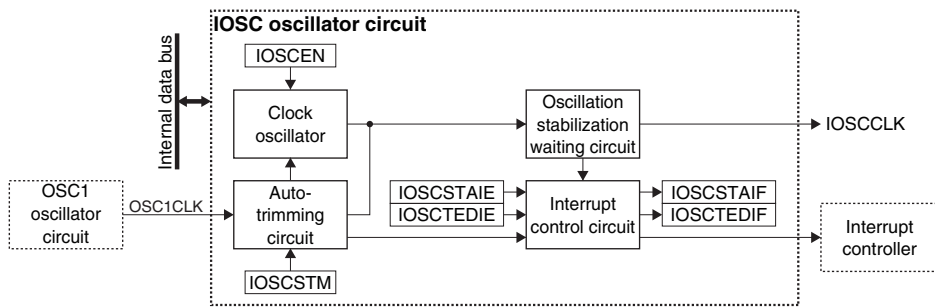 IOSC oscillator circuit
Internal data bus
IOSCEN
Clock
oscillator
Oscillation
stabilization
waiting circuit
IOSCCLK
OSC1
oscillator
circuit
OSC1CLK
Auto-
trimming
circuit
IOSCSTAIE
IOSCTEDIE
Interrupt
control circuit
IOSCSTAIF
IOSCTEDIF
Interrupt
controller
IOSCSTM